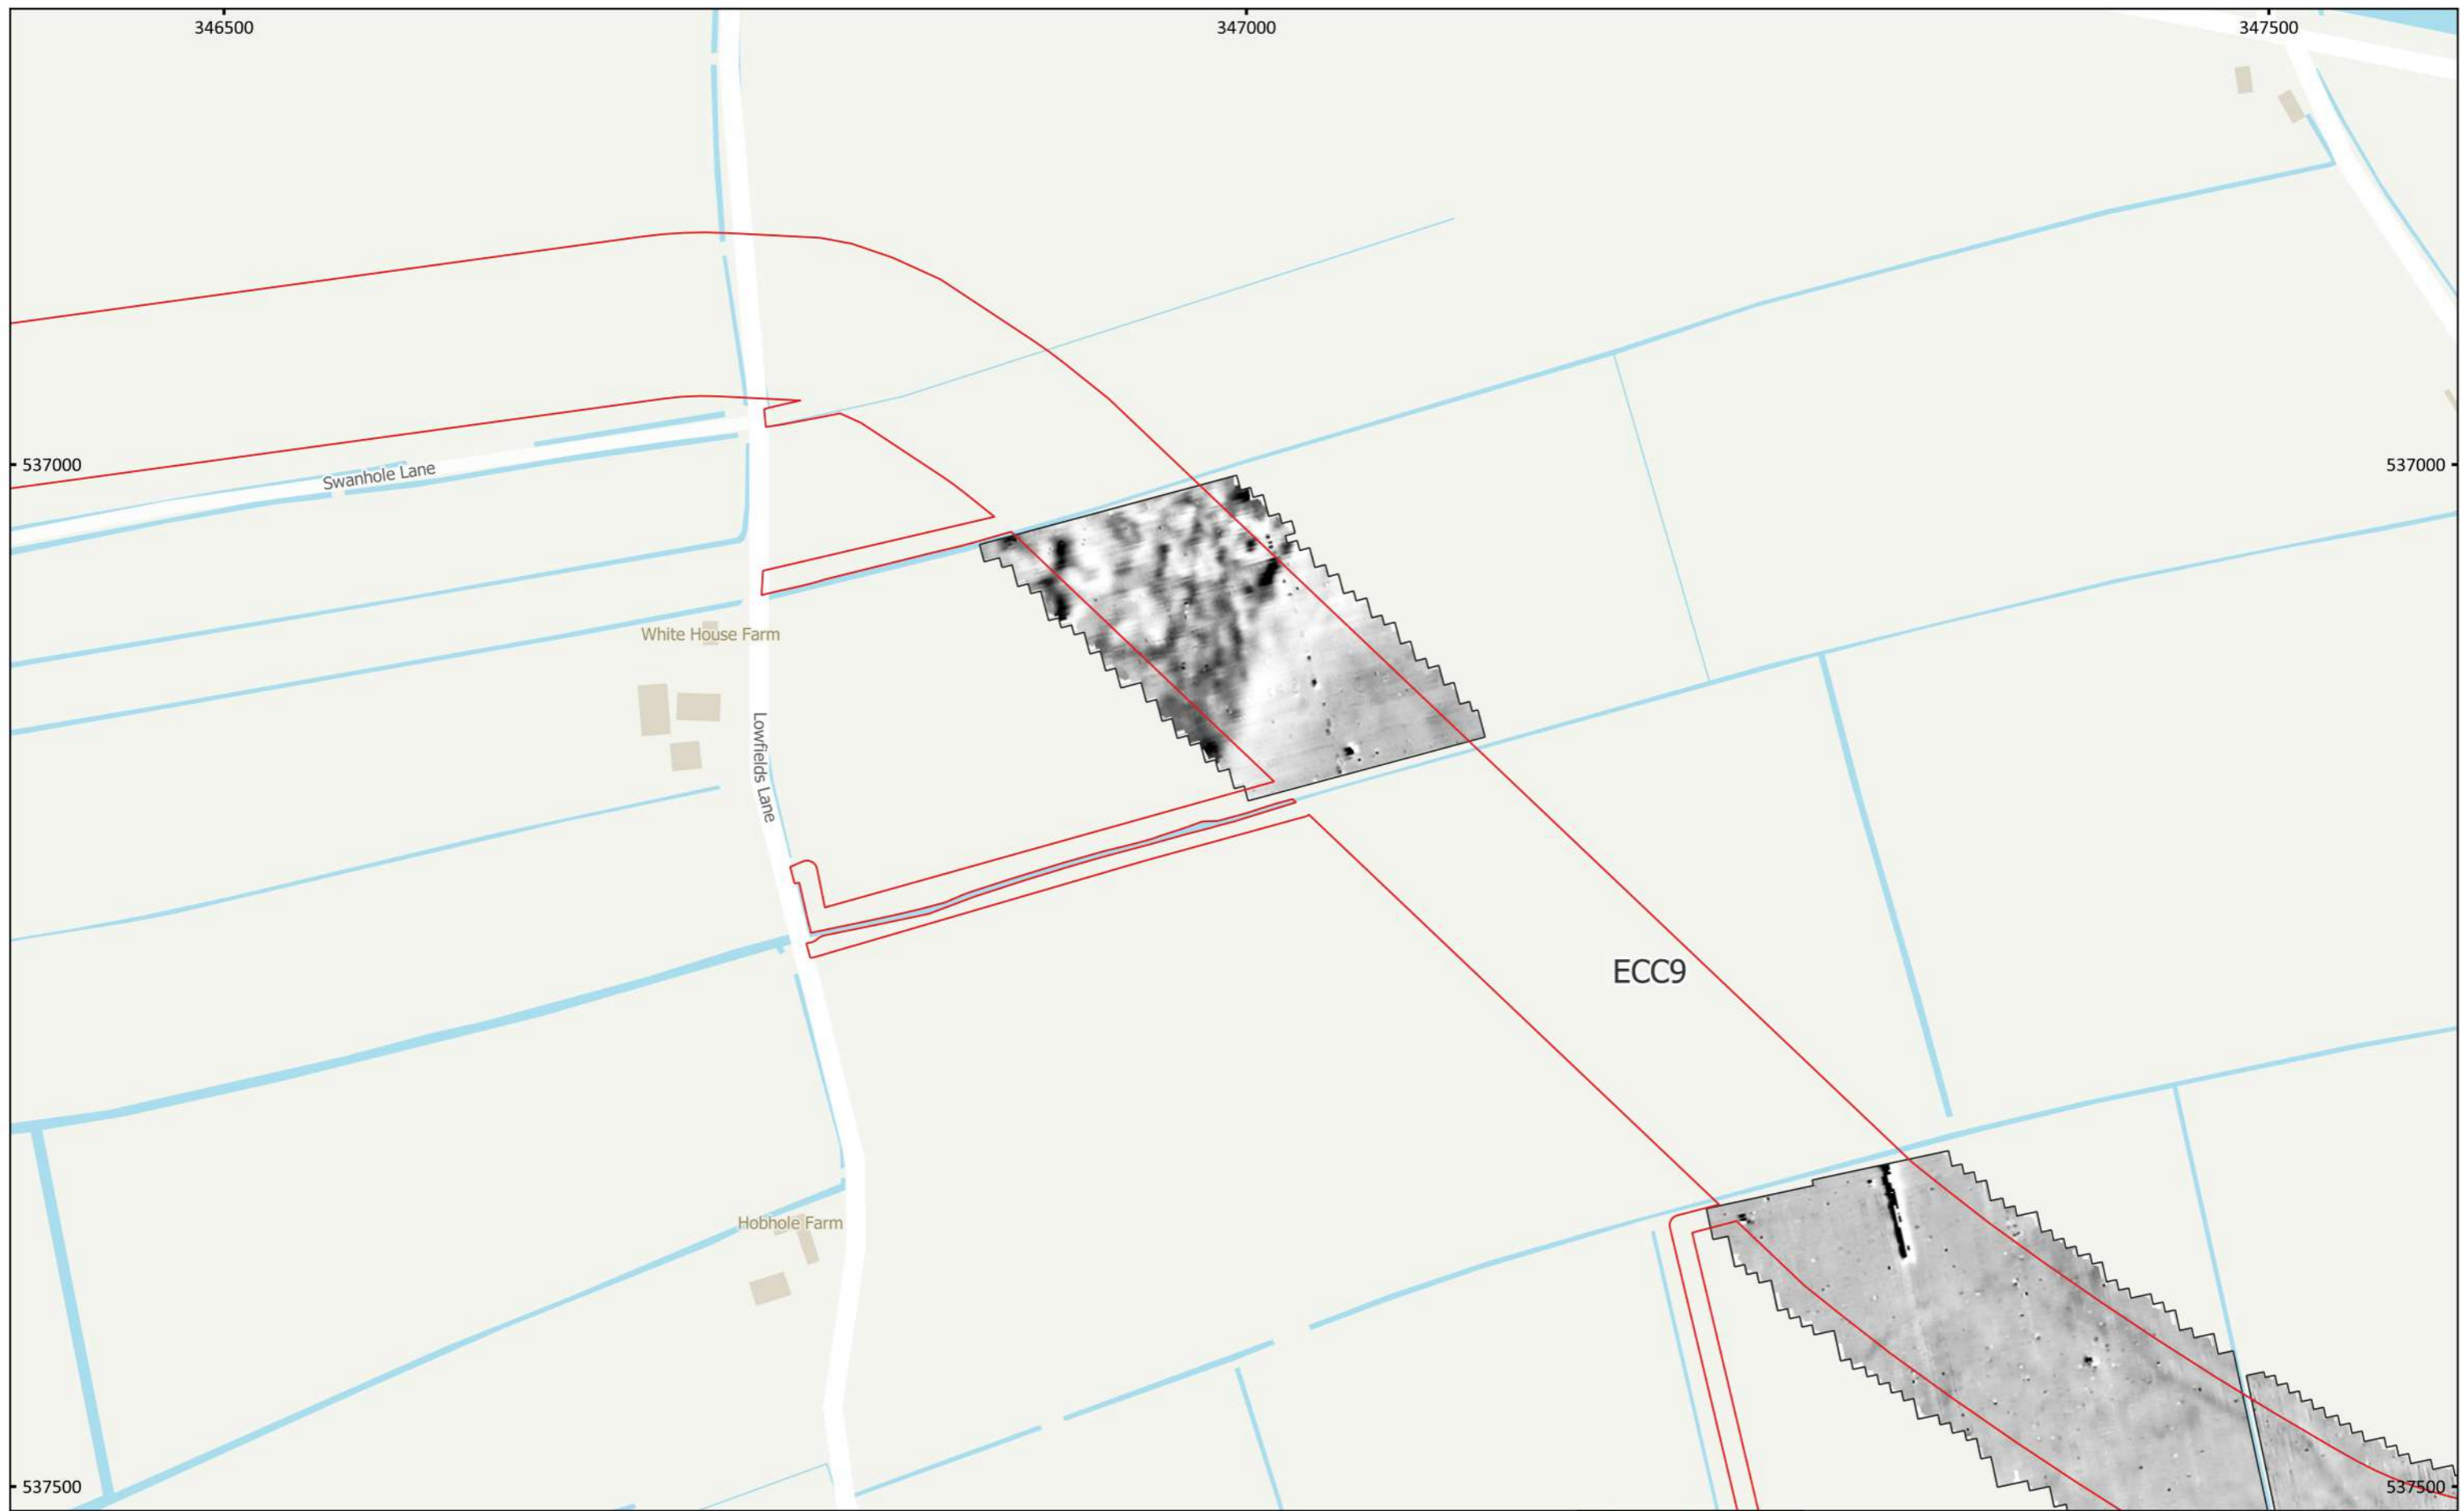 346500
347000
347500
537000
537000
Swanhole Lane
White House Farm
Lowfields Lane
ECC9
Hobhole Farm
537500
537500